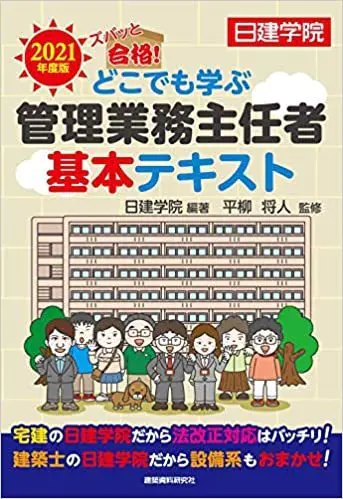 2021
年度版
ズバッと
合格!
日建学院
どこでも学ぶ
管理業務主任者
基本テキスト
日建学院 編著 平柳 将人 監修
宅建の日建学院だから法改正対応はバッチリ!
建築士の日建学院だから設備系もおまかせ!
建築資料研究社